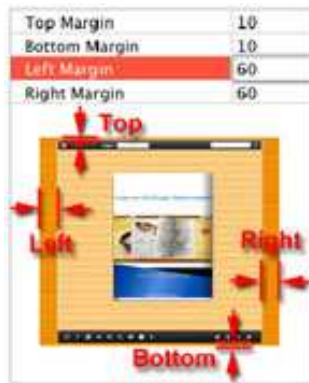 Top Margin 10
Bottom Margin 10
Left Margin 60
Right Margin 60
Top
Left
Right
Bottom